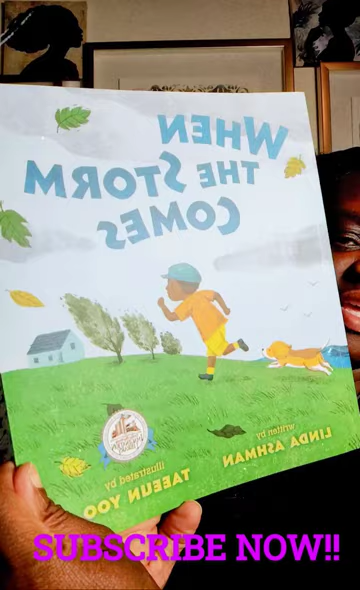 WHEN
THE STORM
COMES
written by
LINDA ASHMAN
illustrated by
TAEEUN YOO
SUBSCRIBE NOW!!